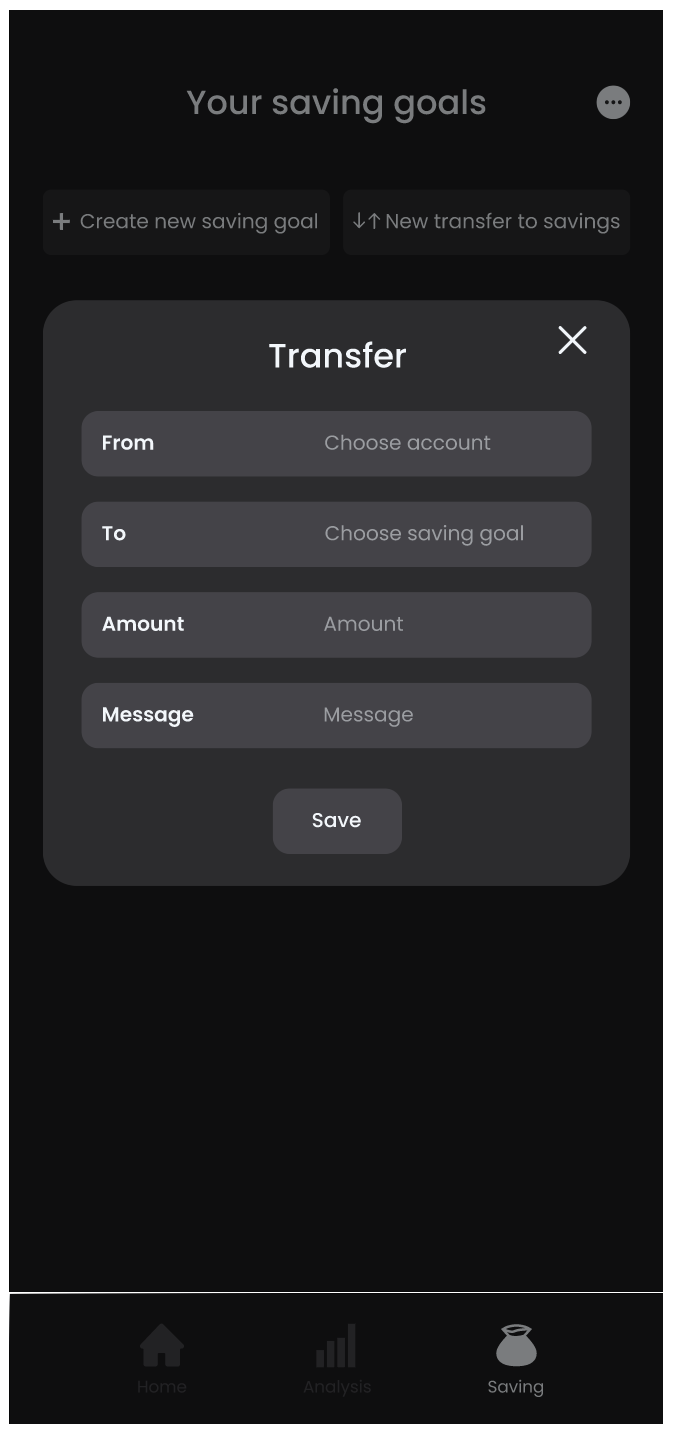 Your saving goals
Create new saving goal
New transfer to savings
Transfer
From Choose account
To Choose saving goal
Amount Amount
Message Message
Save
Home Analysis Saving